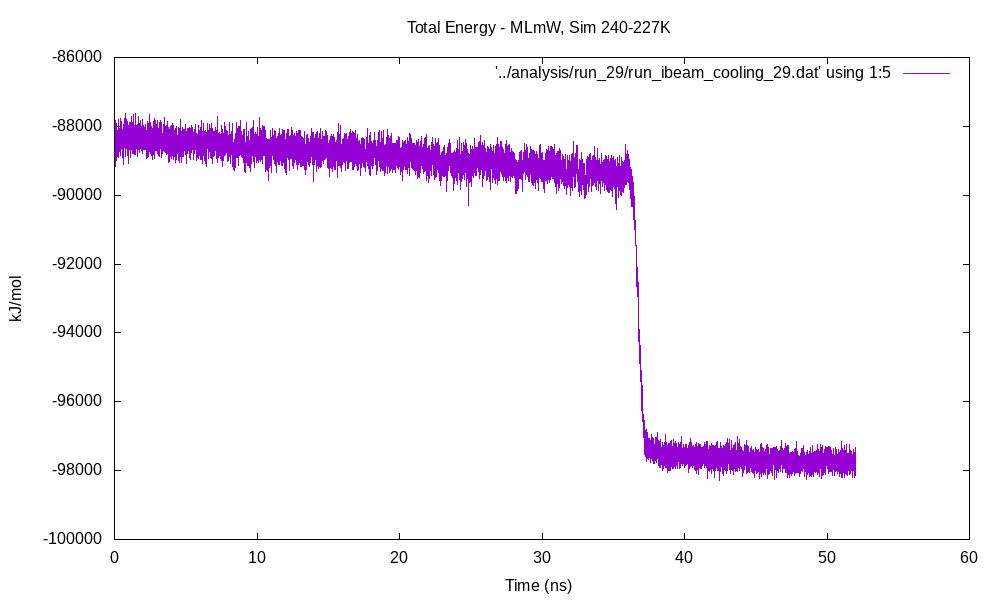 Total Energy - MLmW, Sim 240-227K
'../analysis/run_29/run_ibeam_cooling_29.dat' using 1:5
-86000
-88000
-90000
-92000
-94000
-96000
-98000
-100000
kJ/mol
0 10 20 30 40 50 60
Time (ns)